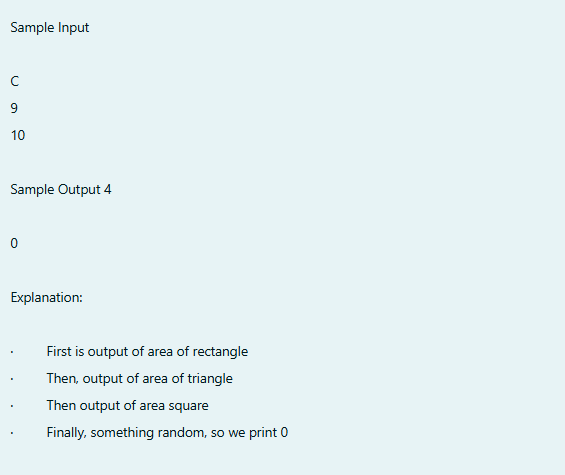 Sample Input
C
9
10
Sample Output 4
0
Explanation:
· First is output of area of rectangle
· Then, output of area of triangle
· Then output of area square
· Finally, something random, so we print 0